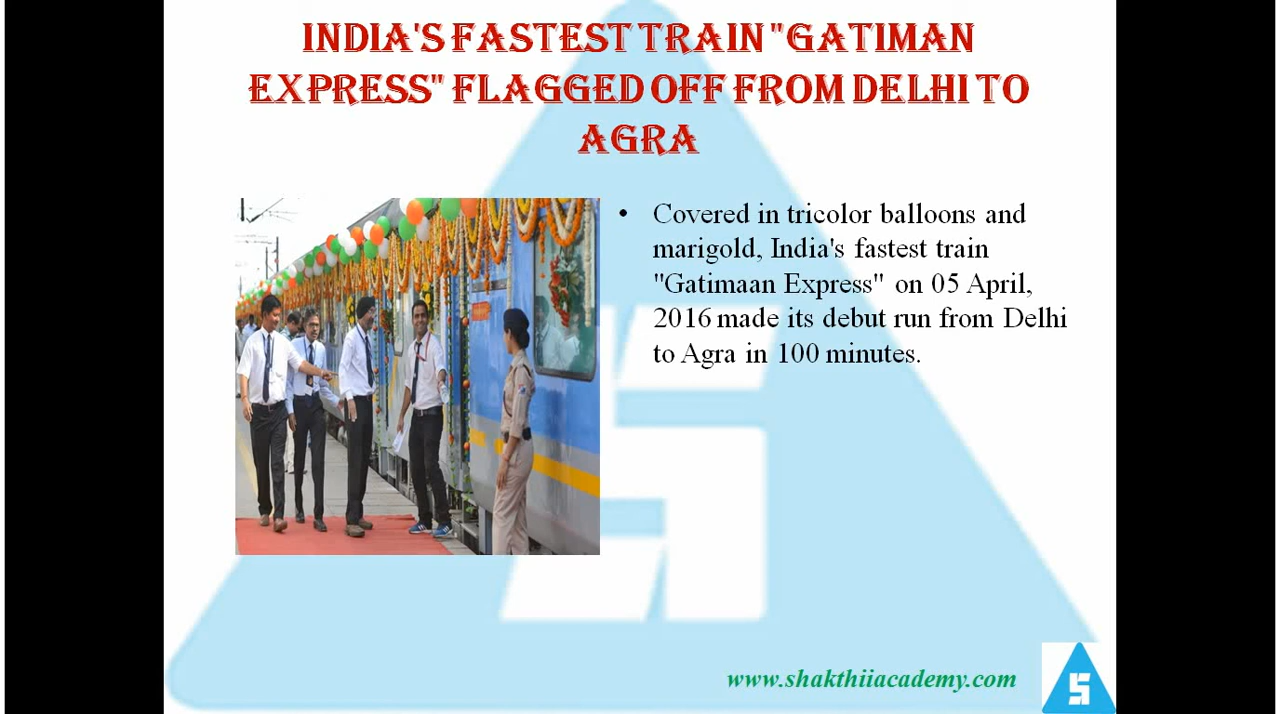 INDIA'S FASTEST TRAIN "GATIMAN
EXPRESS" FLAGGED OFF FROM DELHI TO
AGRA
• Covered in tricolor balloons and
marigold, India's fastest train
"Gatimaan Express" on 05 April,
2016 made its debut run from Delhi
to Agra in 100 minutes.
www.shakthiiacademy.com
S